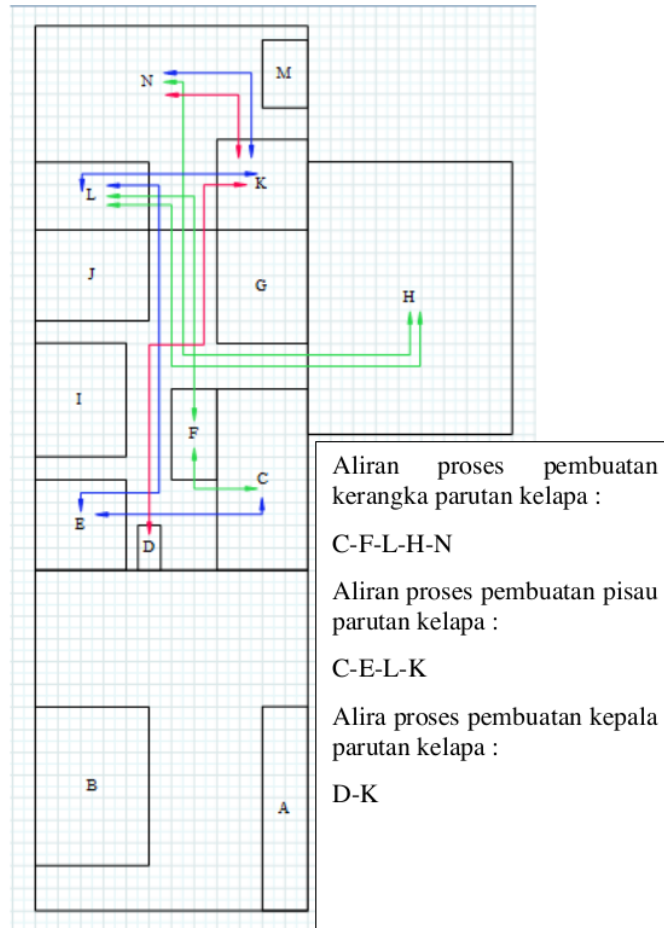 M
N
L
K
J
G
H
I
F
C
E
D
B
A
Aliran proses pembuatan
kerangka parutan kelapa :
C-F-L-H-N
Aliran proses pembuatan pisau
parutan kelapa :
C-E-L-K
Alira proses pembuatan kepala
parutan kelapa :
D-K